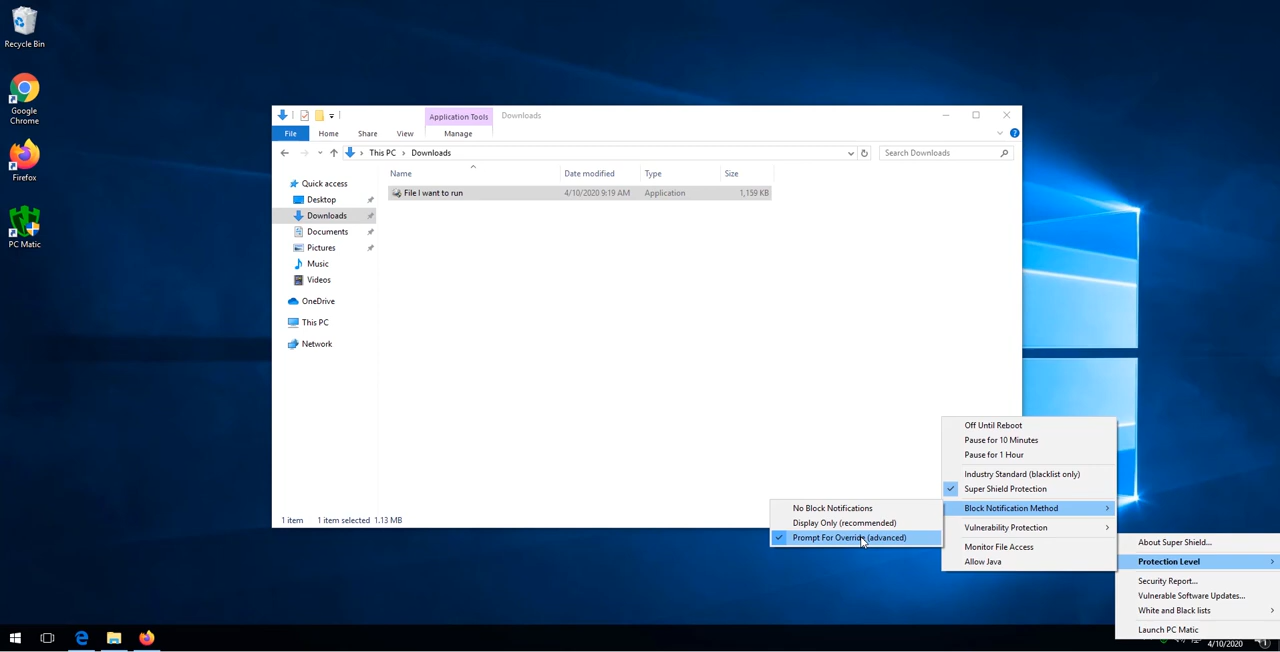 Recycle Bin
Google
Chrome
Firefox
PC Matic
Application Tools
Downloads
File
Home
Share
View
Manage
This PC > Downloads
Search Downloads
Name
Date modified
Type
Size
File I want to run
4/10/2020 9:19 AM
Application
1,159 KB
Quick access
Desktop
Downloads
Documents
Pictures
Music
Videos
OneDrive
This PC
Network
1 item
1 item selected 1.13 MB
Off Until Reboot
Pause for 10 Minutes
Pause for 1 Hour
Industry Standard (blacklist only)
Super Shield Protection
Block Notification Method
Vulnerability Protection
Monitor File Access
Allow Java
No Block Notifications
Display Only (recommended)
Prompt For Override (advanced)
About Super Shield...
Protection Level
Security Report...
Vulnerable Software Updates...
White and Black lists
Launch PC Matic
4/10/2020